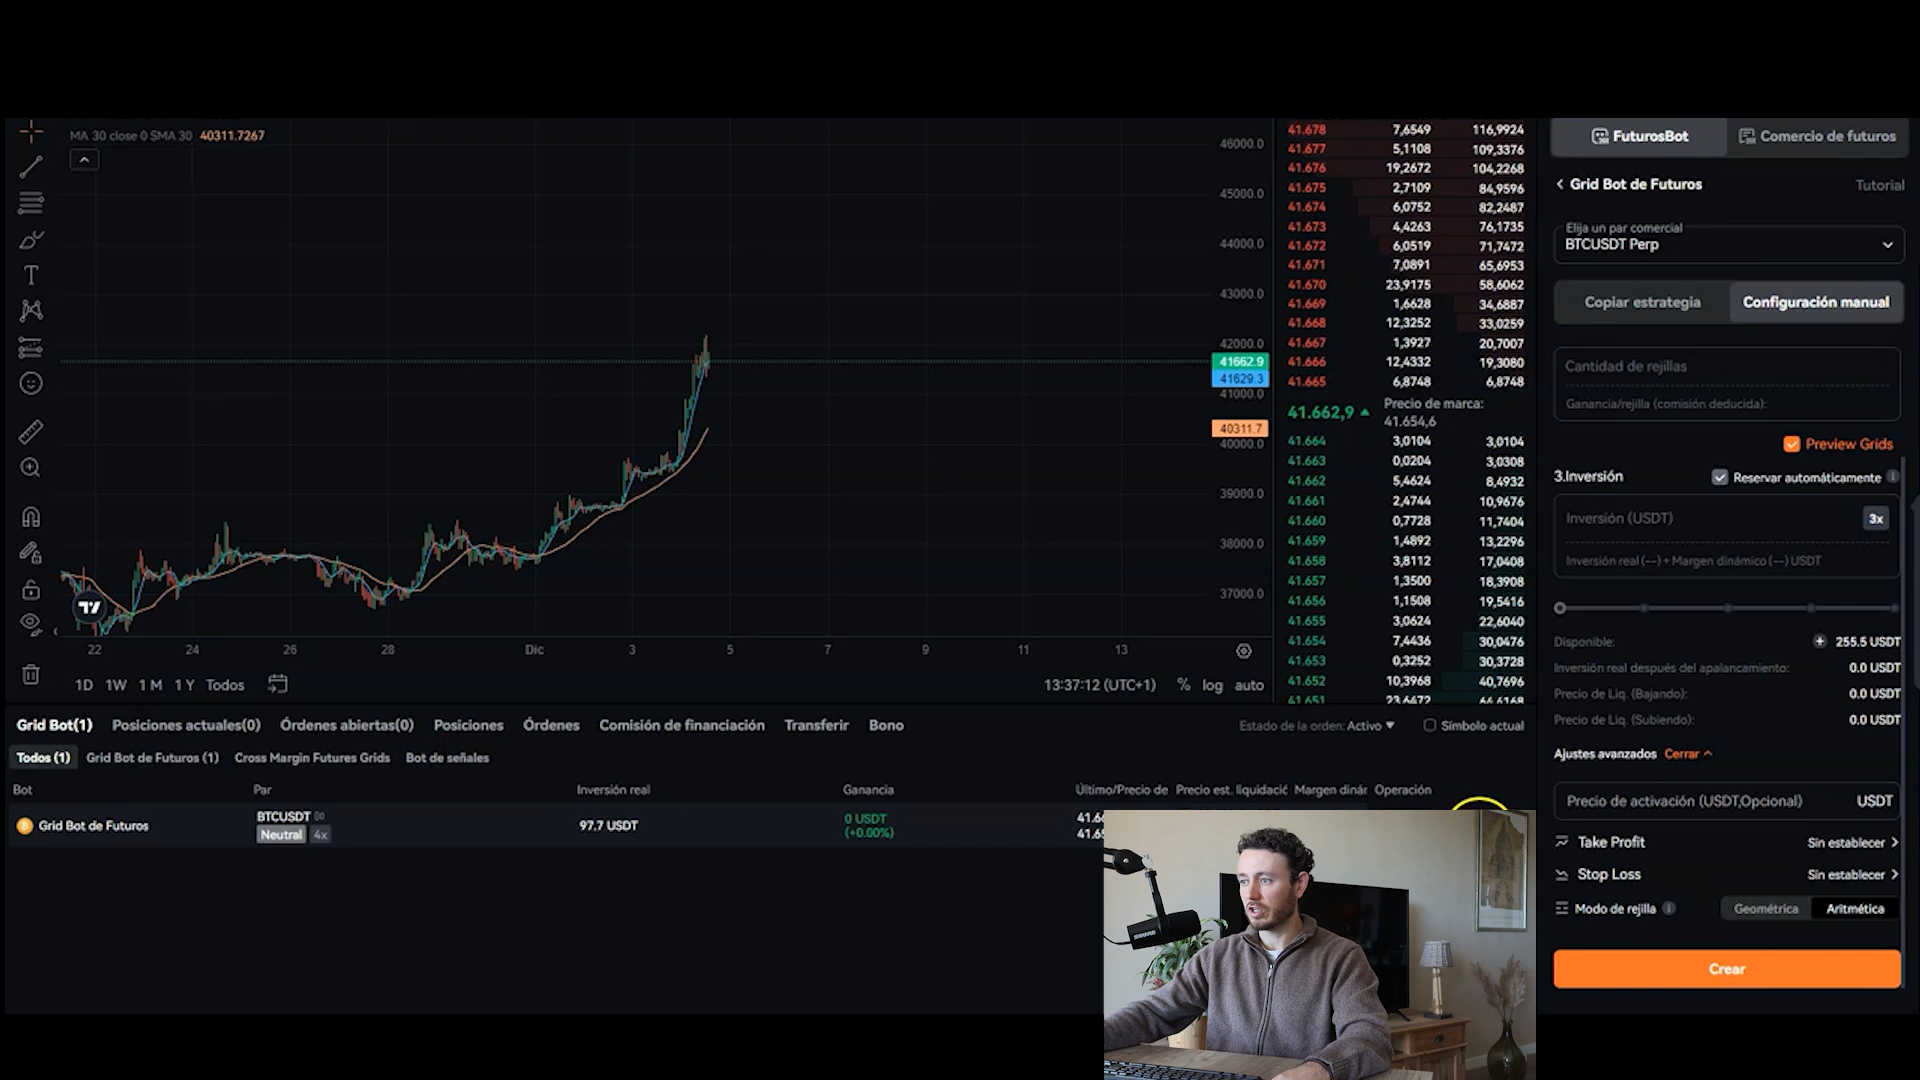 MA 30 close 0 SMA 30 40311.7267
46000.0
45000.0
44000.0
43000.0
42000.0
41662.9
41629.3
41000.0
40311.7
40000.0
39000.0
38000.0
37000.0
22 24 26 28 Dic 3 5 7 9 11 13
1D 1W 1 M 1 Y Todos
13:37:12 (UTC+1) % log auto
41.678 7,6549 116,9924
41.677 5,1108 109,3376
41.676 19,2672 104,2268
41.675 2,7109 84,9596
41.674 6,0752 82,2487
41.673 4,4263 76,1735
41.672 6,0519 71,7472
41.671 7,0891 65,6953
41.670 23,9175 58,6062
41.669 1,6628 34,6887
41.668 12,3252 33,0259
41.667 1,3927 20,7007
41.666 12,4332 19,3080
41.665 6,8748 6,8748
41.662,9
Precio de marca:
41.654,6
41.664 3,0104 3,0104
41.663 0,0204 3,0308
41.662 5,4624 8,4932
41.661 2,4744 10,9676
41.660 0,7728 11,7404
41.659 1,4892 13,2296
41.658 3,8112 17,0408
41.657 1,3500 18,3908
41.656 1,1508 19,5416
41.655 3,0624 22,6040
41.654 7,4436 30,0476
41.653 0,3252 30,3728
41.652 10,3968 40,7696
41.651 23,6472 64,4168
FuturosBot Comercio de futuros
Grid Bot de Futuros Tutorial
Elija un par comercial
BTCUSDT Perp
Copiar estrategia Configuración manual
Cantidad de rejillas
Ganancia/rejilla (comisión deducida):
Preview Grids
3.Inversión Reservar automáticamente
Inversión (USDT) 3x
Inversión real (--) + Margen dinámico (--) USDT
Disponible: 255.5 USDT
Inversión real después del apalancamiento: 0.0 USDT
Precio de Liq. (Bajando): 0.0 USDT
Precio de Liq. (Subiendo): 0.0 USDT
Ajustes avanzados Cerrar
Precio de activación (USDT,Opcional) USDT
Take Profit Sin establecer
Stop Loss Sin establecer
Modo de rejilla Geométrica Aritmética
Crear
Grid Bot(1) Posiciones actuales(0) Órdenes abiertas(0) Posiciones Órdenes Comisión de financiación Transferir Bono
Estado de la orden: Activo Símbolo actual
Todos (1) Grid Bot de Futuros (1) Cross Margin Futures Grids Bot de señales
Bot Par Inversión real Ganancia Último/Precio de Precio est. liquidació Margen dinár Operación
Grid Bot de Futuros
BTCUSDT
Neutral 4x
97.7 USDT
0 USDT
(+0.00%)
41.66
41.65
SHURE